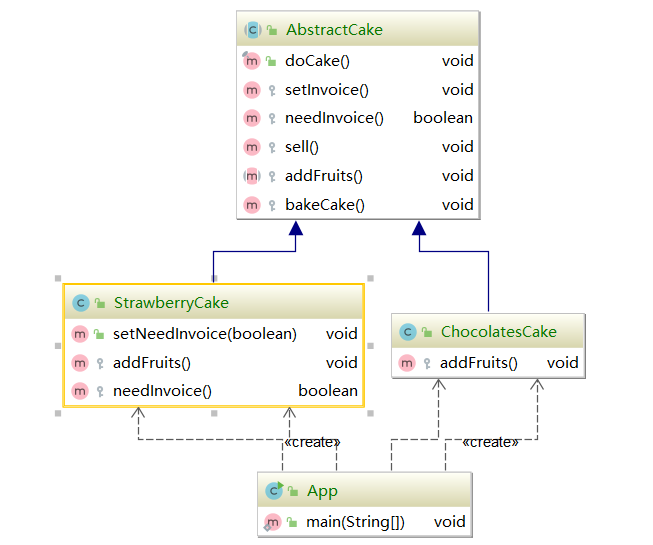 AbstractCake
doCake() void
setInvoice() void
needInvoice() boolean
sell() void
addFruits() void
bakeCake() void
StrawberryCake
setNeedInvoice(boolean) void
addFruits() void
needInvoice() boolean
ChocolatesCake
addFruits() void
«create»
«create»
App
main(String[]) void